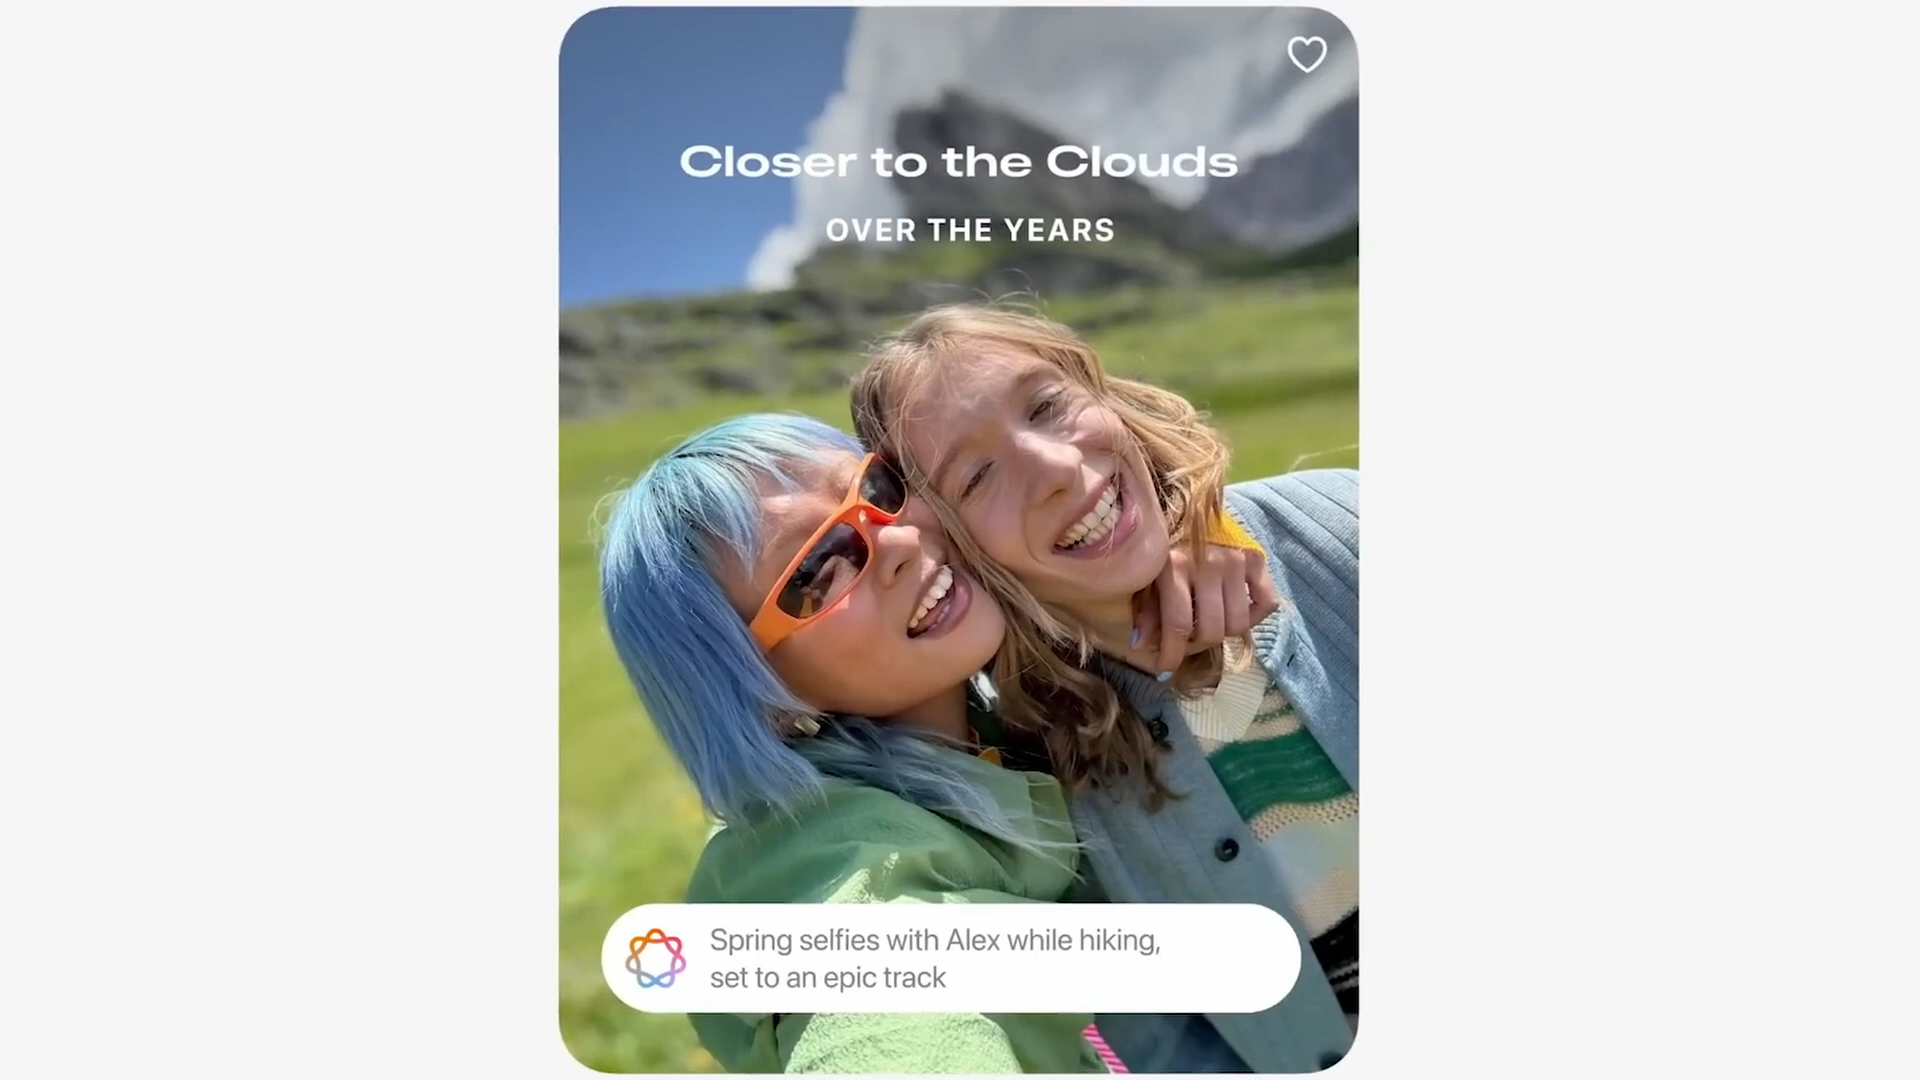 Closer to the Clouds
OVER THE YEARS
Spring selfies with Alex while hiking,
set to an epic track